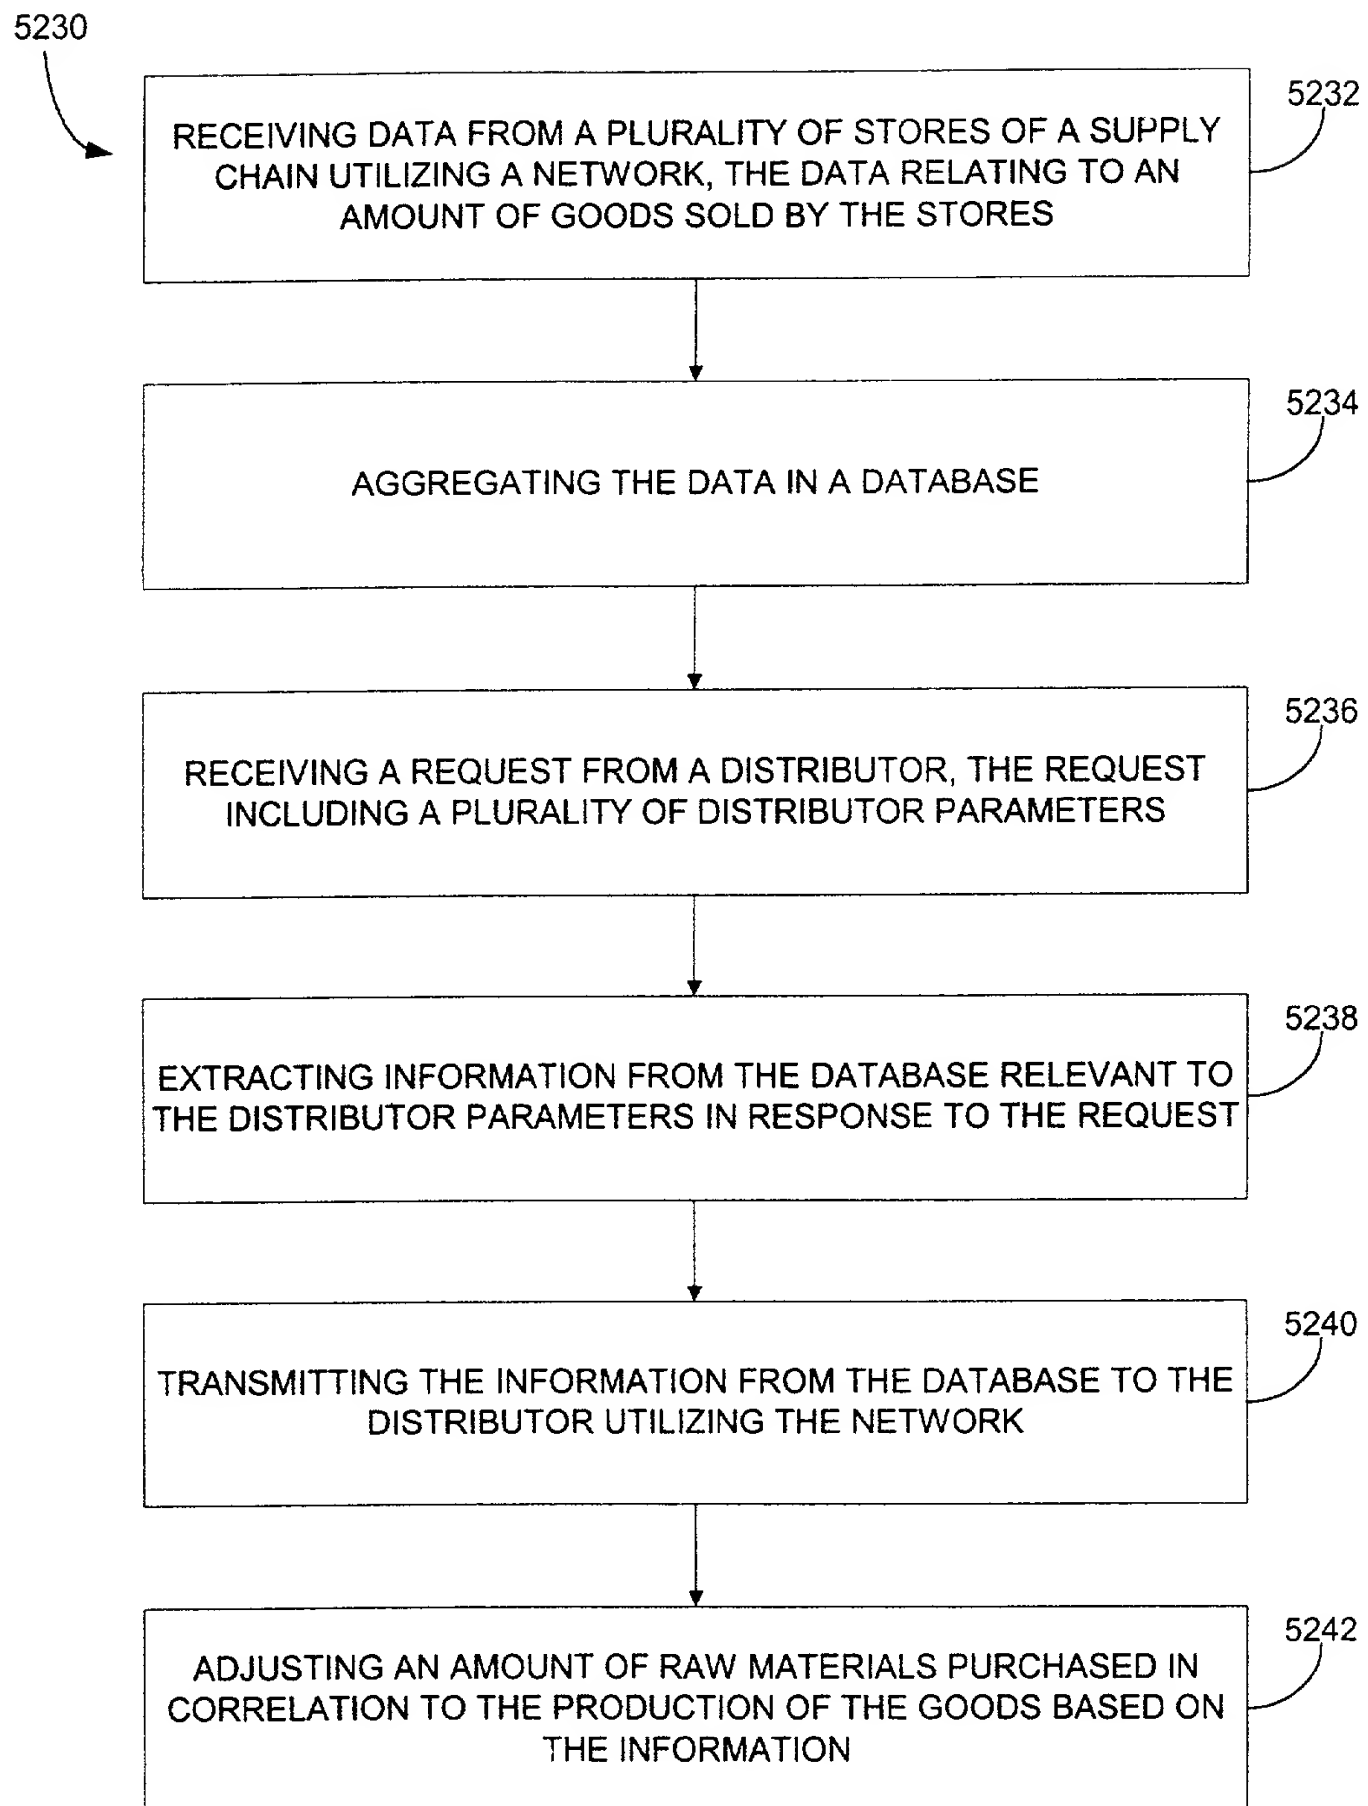 5230
5232
RECEIVING DATA FROM A PLURALITY OF STORES OF A SUPPLY
CHAIN UTILIZING A NETWORK, THE DATA RELATING TO AN
AMOUNT OF GOODS SOLD BY THE STORES
5234
AGGREGATING THE DATA IN A DATABASE
5236
RECEIVING A REQUEST FROM A DISTRIBUTOR, THE REQUEST
INCLUDING A PLURALITY OF DISTRIBUTOR PARAMETERS
5238
EXTRACTING INFORMATION FROM THE DATABASE RELEVANT TO
THE DISTRIBUTOR PARAMETERS IN RESPONSE TO THE REQUEST
5240
TRANSMITTING THE INFORMATION FROM THE DATABASE TO THE
DISTRIBUTOR UTILIZING THE NETWORK
5242
ADJUSTING AN AMOUNT OF RAW MATERIALS PURCHASED IN
CORRELATION TO THE PRODUCTION OF THE GOODS BASED ON
THE INFORMATION